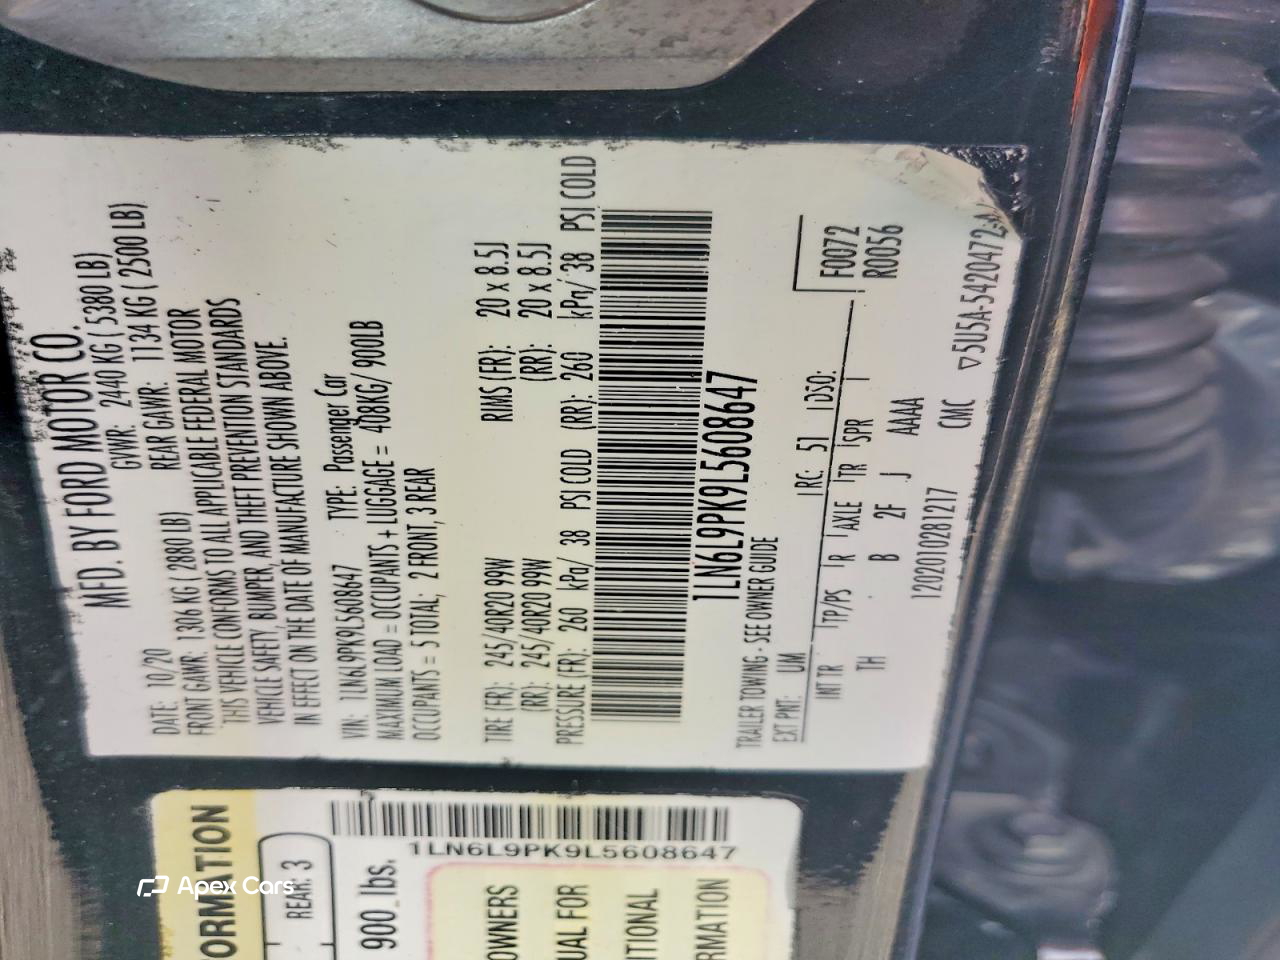 MFD. BY FORD MOTOR CO.
DATE: 10/20 GVWR: 2440 KG ( 5380 LB)
FRONT GAWR: 1306 KG ( 2880 LB) REAR GAWR: 1134 KG ( 2500 LB)
THIS VEHICLE CONFORMS TO ALL APPLICABLE FEDERAL MOTOR
VEHICLE SAFETY, BUMPER, AND THEFT PREVENTION STANDARDS
IN EFFECT ON THE DATE OF MANUFACTURE SHOWN ABOVE.
VIN: 1LN6L9PK9L5608647 TYPE: Passenger Car
MAXIMUM LOAD = OCCUPANTS + LUGGAGE = 408KG/ 900LB
OCCUPANTS = 5 TOTAL; 2 FRONT, 3 REAR
TIRE (FR): 245/40R20 99W RIMS (FR): 20 x 8.5J
(RR): 245/40R20 99W (RR): 20 x 8.5J
PRESSURE (FR): 260 kPa/ 38 PSI COLD (RR): 260 kPa/ 38 PSI COLD
1LN6L9PK9L5608647
TRAILER TOWING - SEE OWNER GUIDE
EXT PNT: UM RC: 51 DSO: F0072
R0056
INT TR TP/PS R AXLE TR SPR
TH B 2F J AAAA
1202010281217 CMC ▽5U5A-5420472-
ORMATION
REAR: 3
1LN6L9PK9L5608647
900 lbs.
OWNERS
UAL FOR
ITIONAL
RMATION
Apex Cars